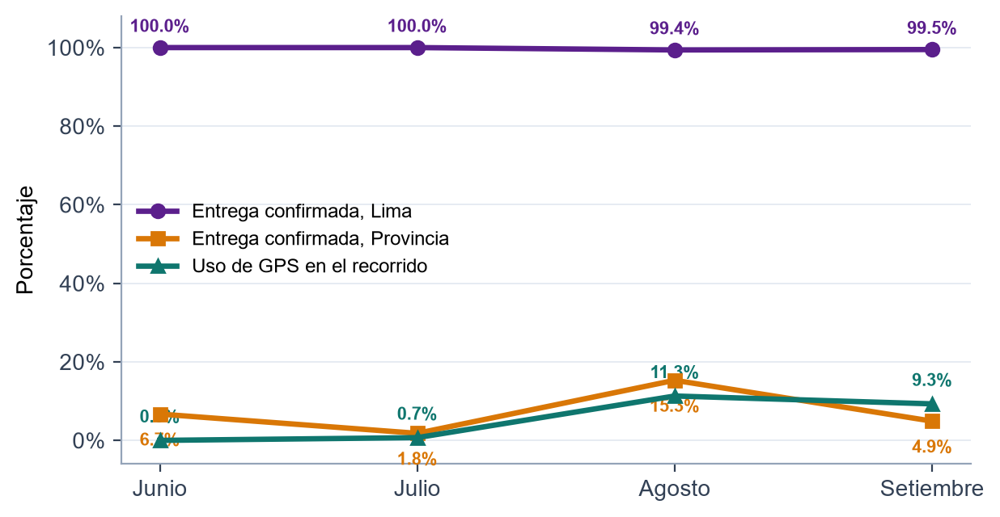 100.0%
100.0%
99.4%
99.5%
100%
80%
60%
40%
20%
0%
Porcentaje
Entrega confirmada, Lima
Entrega confirmada, Provincia
Uso de GPS en el recorrido
11.3%
15.3%
9.3%
0.7%
6.7%
1.8%
4.9%
Junio
Julio
Agosto
Setiembre